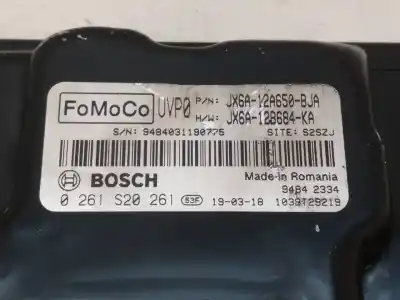 FoMoCo UVP0 P/N: JX6A-12A650-BJA
H/W: JX6A-12B684-KA
S/N: 9484031190775 SITE: S2SZJ
BOSCH Made in Romania
9484 2334
0 261 S20 261 53F 19-03-18 1039T29219